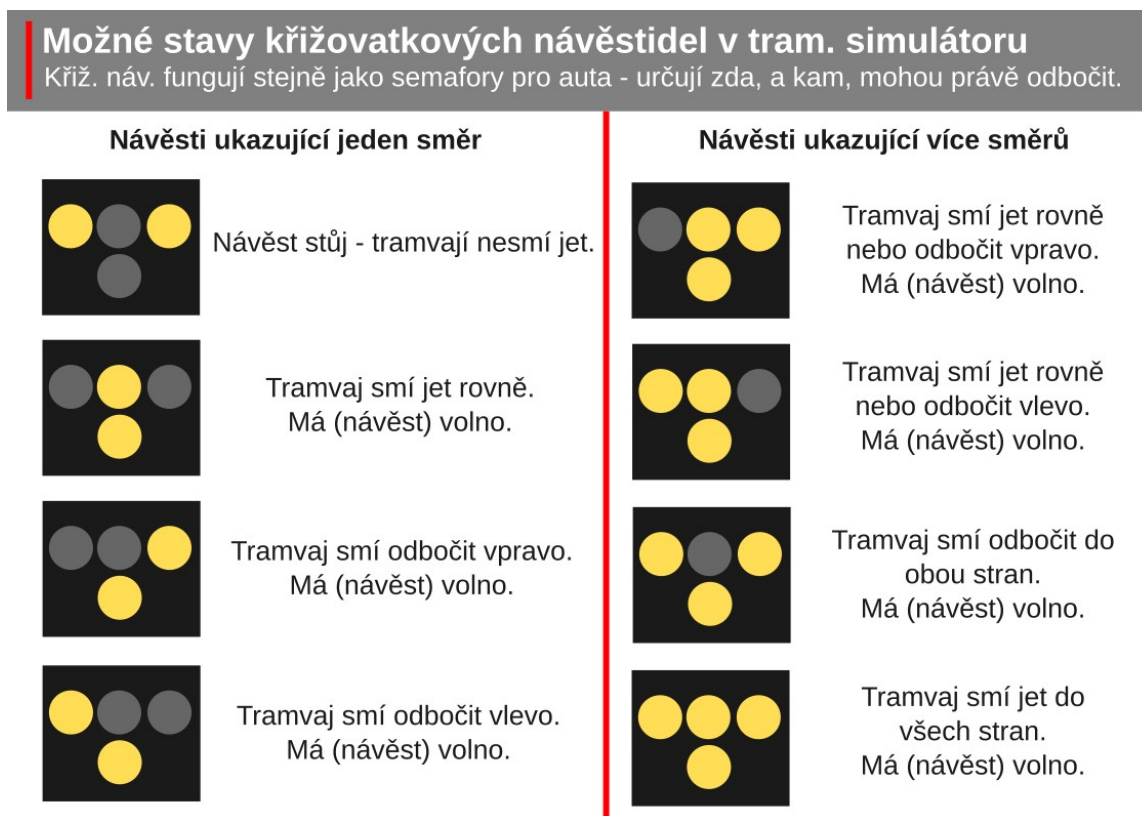 Možné stavy křižovatkových návěstidel v tram. simulátoru
Křiž. náv. fungují stejně jako semafory pro auta - určují zda, a kam, mohou právě odbočit.
Návěsti ukazující jeden směr
Návěst stůj - tramvají nesmí jet.
Tramvaj smí jet rovně.
Má (návěst) volno.
Tramvaj smí odbočit vpravo.
Má (návěst) volno.
Tramvaj smí odbočit vlevo.
Má (návěst) volno.
Návěsti ukazující více směrů
Tramvaj smí jet rovně
nebo odbočit vpravo.
Má (návěst) volno.
Tramvaj smí jet rovně
nebo odbočit vlevo.
Má (návěst) volno.
Tramvaj smí odbočit do
obou stran.
Má (návěst) volno.
Tramvaj smí jet do
všech stran.
Má (návěst) volno.